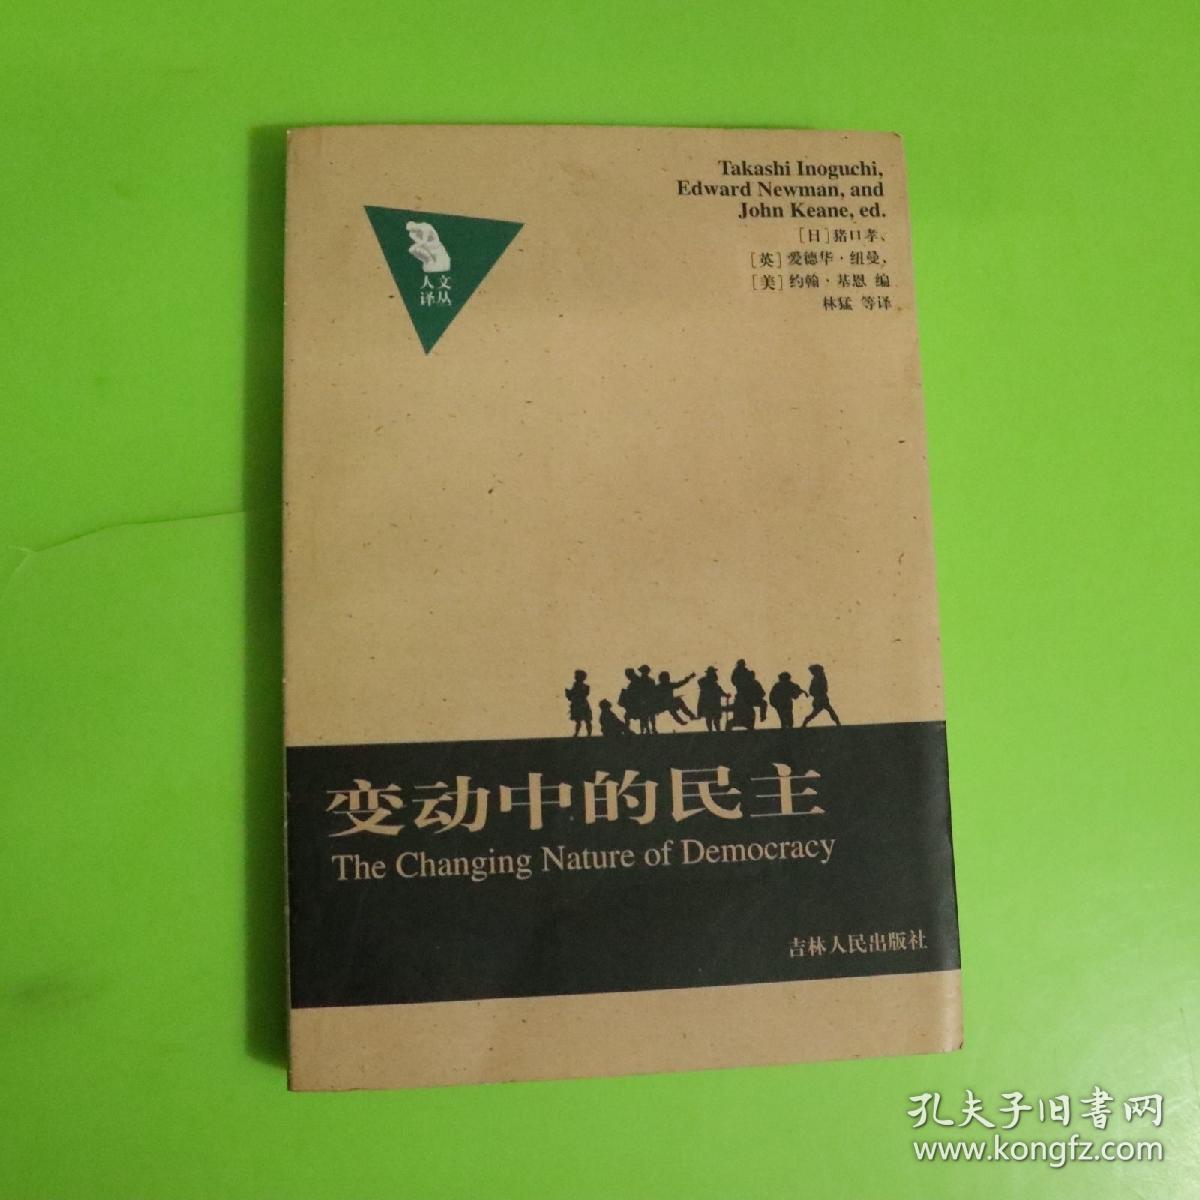 Takashi Inoguchi,
Edward Newman, and
John Keane, ed.
[日]猪口孝、
[英]爱德华·纽曼,
[美]约翰·基恩 编
林猛 等译
人文
译丛
变动中的民主
The Changing Nature of Democracy
吉林人民出版社
孔夫子旧书网
www.kongfz.com